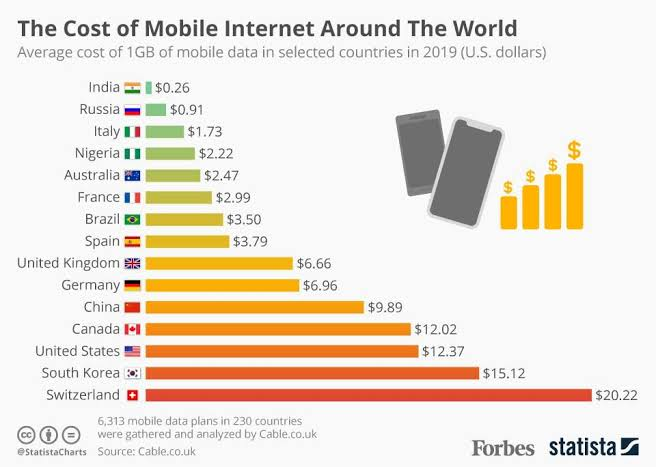 The Cost of Mobile Internet Around The World
Average cost of 1GB of mobile data in selected countries in 2019 (U.S. dollars)
India $0.26
Russia $0.91
Italy $1.73
Nigeria $2.22
Australia $2.47
France $2.99
Brazil $3.50
Spain $3.79
United Kingdom $6.66
Germany $6.96
China $9.89
Canada $12.02
United States $12.37
South Korea $15.12
Switzerland $20.22
$ $ $ $
6,313 mobile data plans in 230 countries
were gathered and analyzed by Cable.co.uk
@StatistaCharts Source: Cable.co.uk
cc
Forbes statista